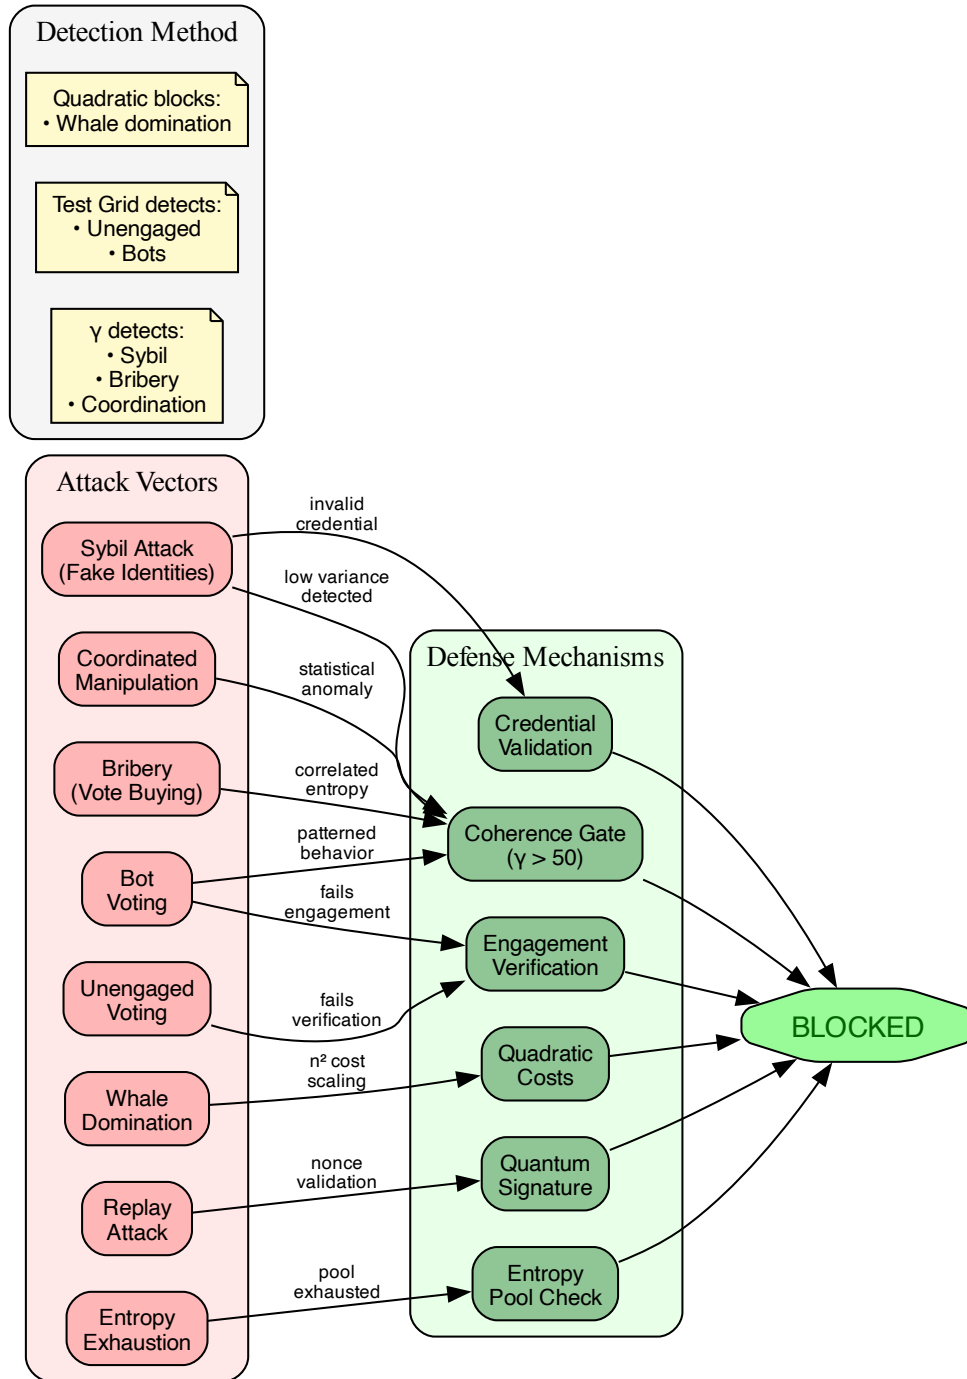 Detection Method
Quadratic blocks:
• Whale domination
Test Grid detects:
• Unengaged
• Bots
γ detects:
• Sybil
• Bribery
• Coordination
Attack Vectors
Sybil Attack
(Fake Identities)
Coordinated
Manipulation
Bribery
(Vote Buying)
Bot
Voting
Unengaged
Voting
Whale
Domination
Replay
Attack
Entropy
Exhaustion
invalid
credential
low variance
detected
statistical
anomaly
correlated
entropy
patterned
behavior
fails
engagement
fails
verification
n² cost
scaling
nonce
validation
pool
exhausted
Defense Mechanisms
Credential
Validation
Coherence Gate
(γ > 50)
Engagement
Verification
Quadratic
Costs
Quantum
Signature
Entropy
Pool Check
BLOCKED